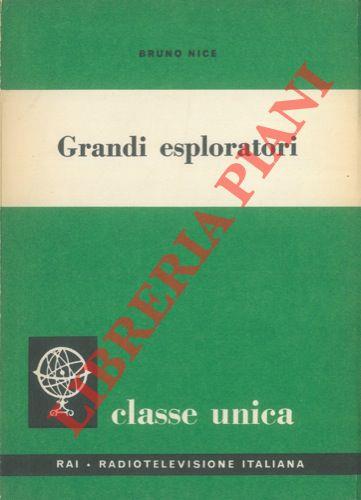 BRUNO NICE
Grandi esploratori
LIBRERIA PIANI
classe unica
RAI • RADIOTELEVISIONE ITALIANA